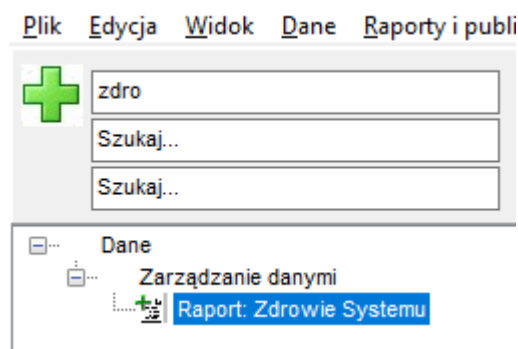 Plik Edycja Widok Dane Raporty i publi
zdro
Szukaj...
Szukaj...
Dane
Zarządzanie danymi
Raport: Zdrowie Systemu